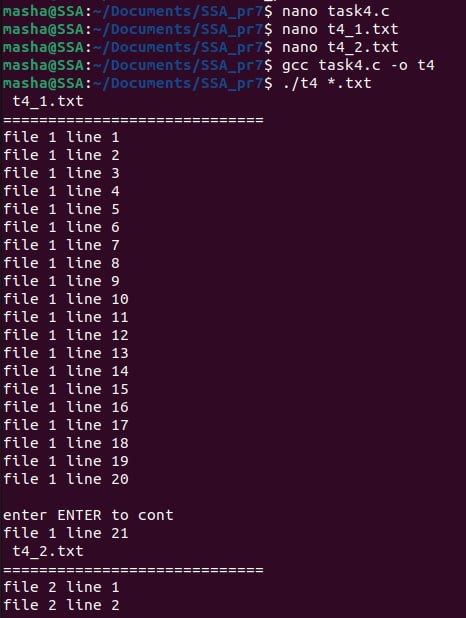 masha@SSA:~/Documents/SSA_pr7$ nano task4.c
masha@SSA:~/Documents/SSA_pr7$ nano t4_1.txt
masha@SSA:~/Documents/SSA_pr7$ nano t4_2.txt
masha@SSA:~/Documents/SSA_pr7$ gcc task4.c -o t4
masha@SSA:~/Documents/SSA_pr7$ ./t4 *.txt
t4_1.txt
=============================
file 1 line 1
file 1 line 2
file 1 line 3
file 1 line 4
file 1 line 5
file 1 line 6
file 1 line 7
file 1 line 8
file 1 line 9
file 1 line 10
file 1 line 11
file 1 line 12
file 1 line 13
file 1 line 14
file 1 line 15
file 1 line 16
file 1 line 17
file 1 line 18
file 1 line 19
file 1 line 20
enter ENTER to cont
file 1 line 21
t4_2.txt
=============================
file 2 line 1
file 2 line 2